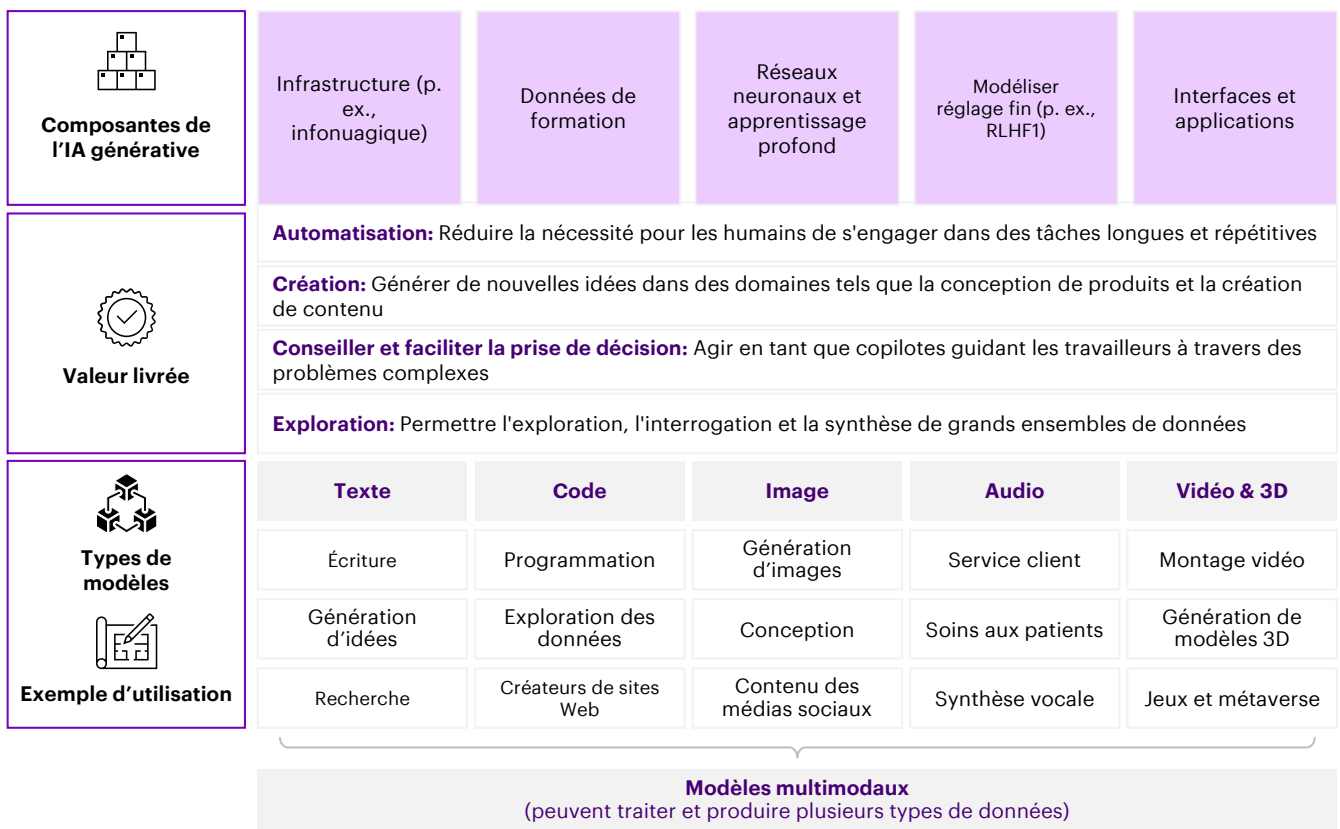 Composantes de
l’IA générative
Infrastructure (p.
ex.,
infonuagique)
Données de
formation
Réseaux
neuronaux et
apprentissage
profond
Modéliser
réglage fin (p. ex.,
RLHF1)
Interfaces et
applications
Valeur livrée
Automatisation: Réduire la nécessité pour les humains de s'engager dans des tâches longues et répétitives
Création: Générer de nouvelles idées dans des domaines tels que la conception de produits et la création
de contenu
Conseiller et faciliter la prise de décision: Agir en tant que copilotes guidant les travailleurs à travers des
problèmes complexes
Exploration: Permettre l'exploration, l'interrogation et la synthèse de grands ensembles de données
Types de
modèles
Exemple d’utilisation
Texte
Code
Image
Audio
Vidéo & 3D
Écriture
Programmation
Génération
d’images
Service client
Montage vidéo
Génération
d’idées
Exploration des
données
Conception
Soins aux patients
Génération de
modèles 3D
Recherche
Créateurs de sites
Web
Contenu des
médias sociaux
Synthèse vocale
Jeux et métaverse
Modèles multimodaux
(peuvent traiter et produire plusieurs types de données)